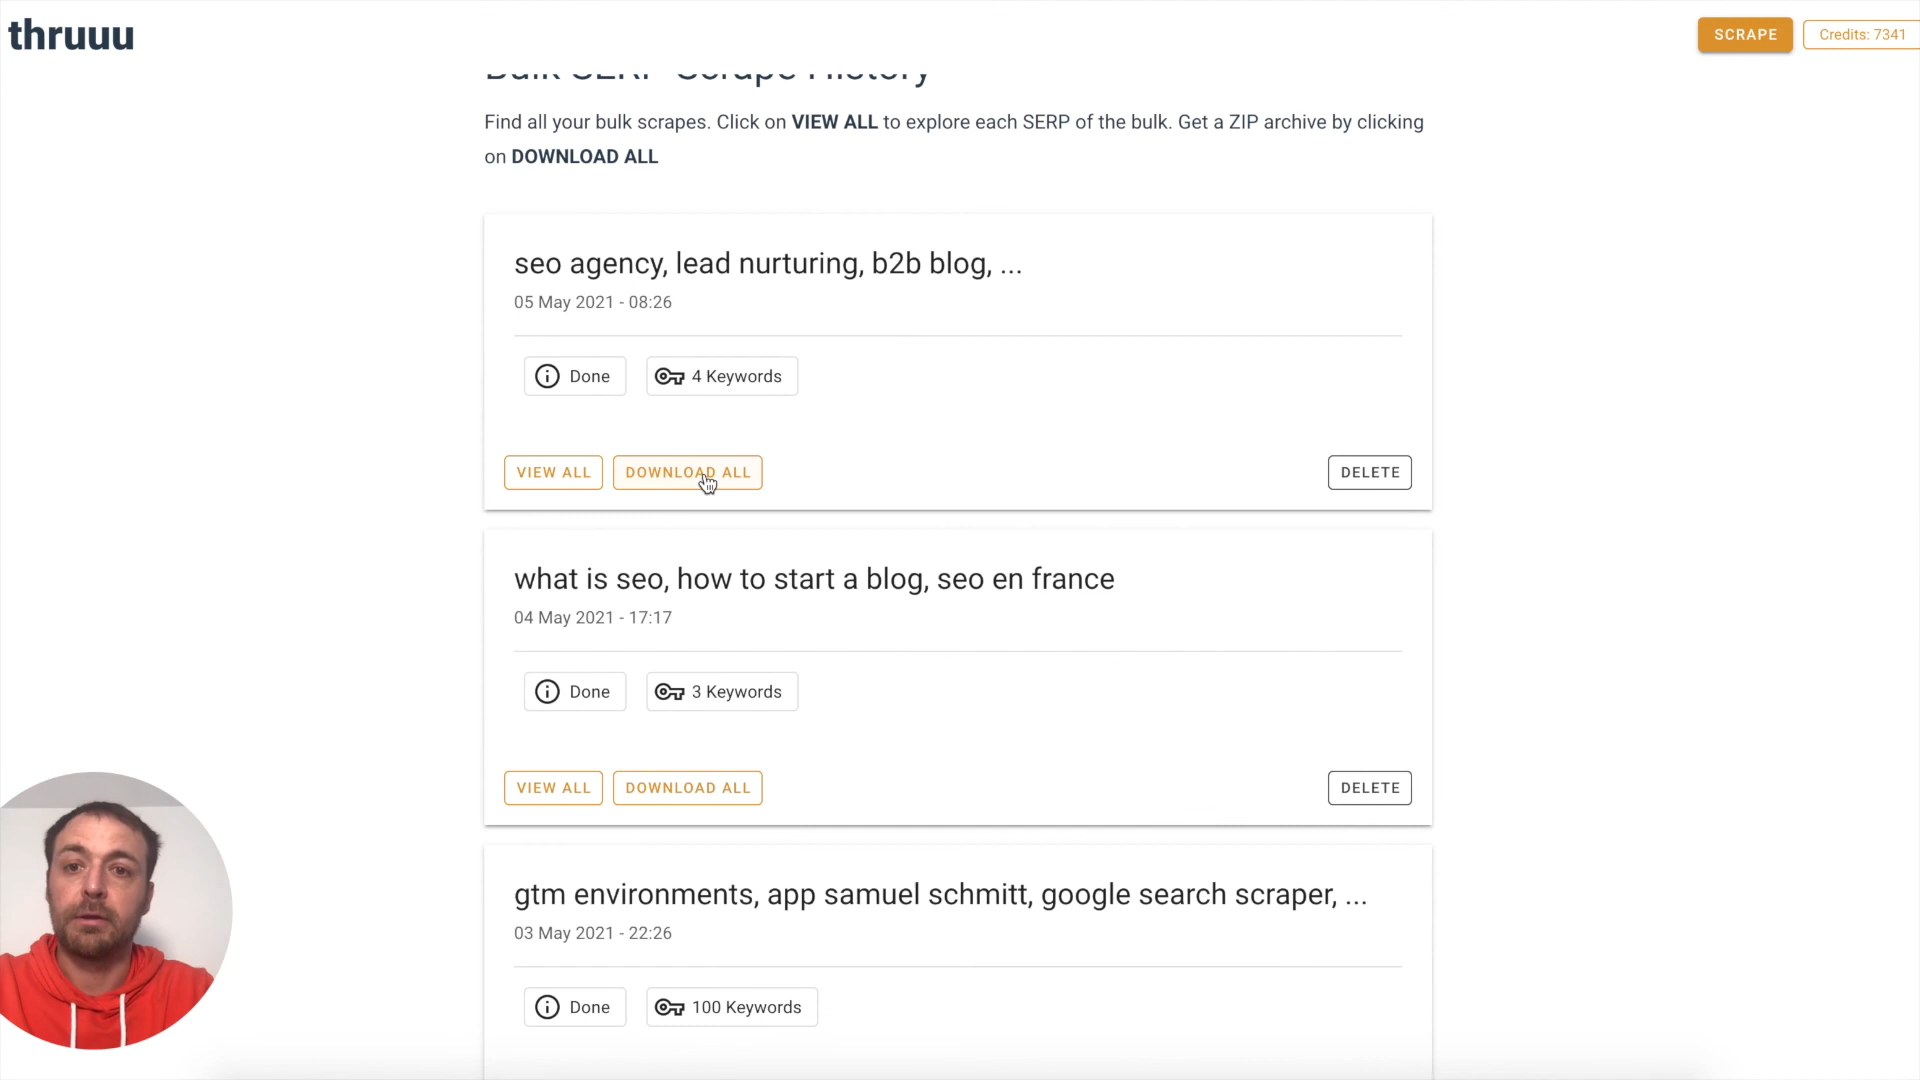 thruuu
SCRAPE
Credits: 7341
Bulk SERP Scrape History
Find all your bulk scrapes. Click on VIEW ALL to explore each SERP of the bulk. Get a ZIP archive by clicking
on DOWNLOAD ALL
seo agency, lead nurturing, b2b blog, ...
05 May 2021 - 08:26
Done
4 Keywords
VIEW ALL
DOWNLOAD ALL
DELETE
what is seo, how to start a blog, seo en france
04 May 2021 - 17:17
Done
3 Keywords
VIEW ALL
DOWNLOAD ALL
DELETE
gtm environments, app samuel schmitt, google search scraper, ...
03 May 2021 - 22:26
Done
100 Keywords